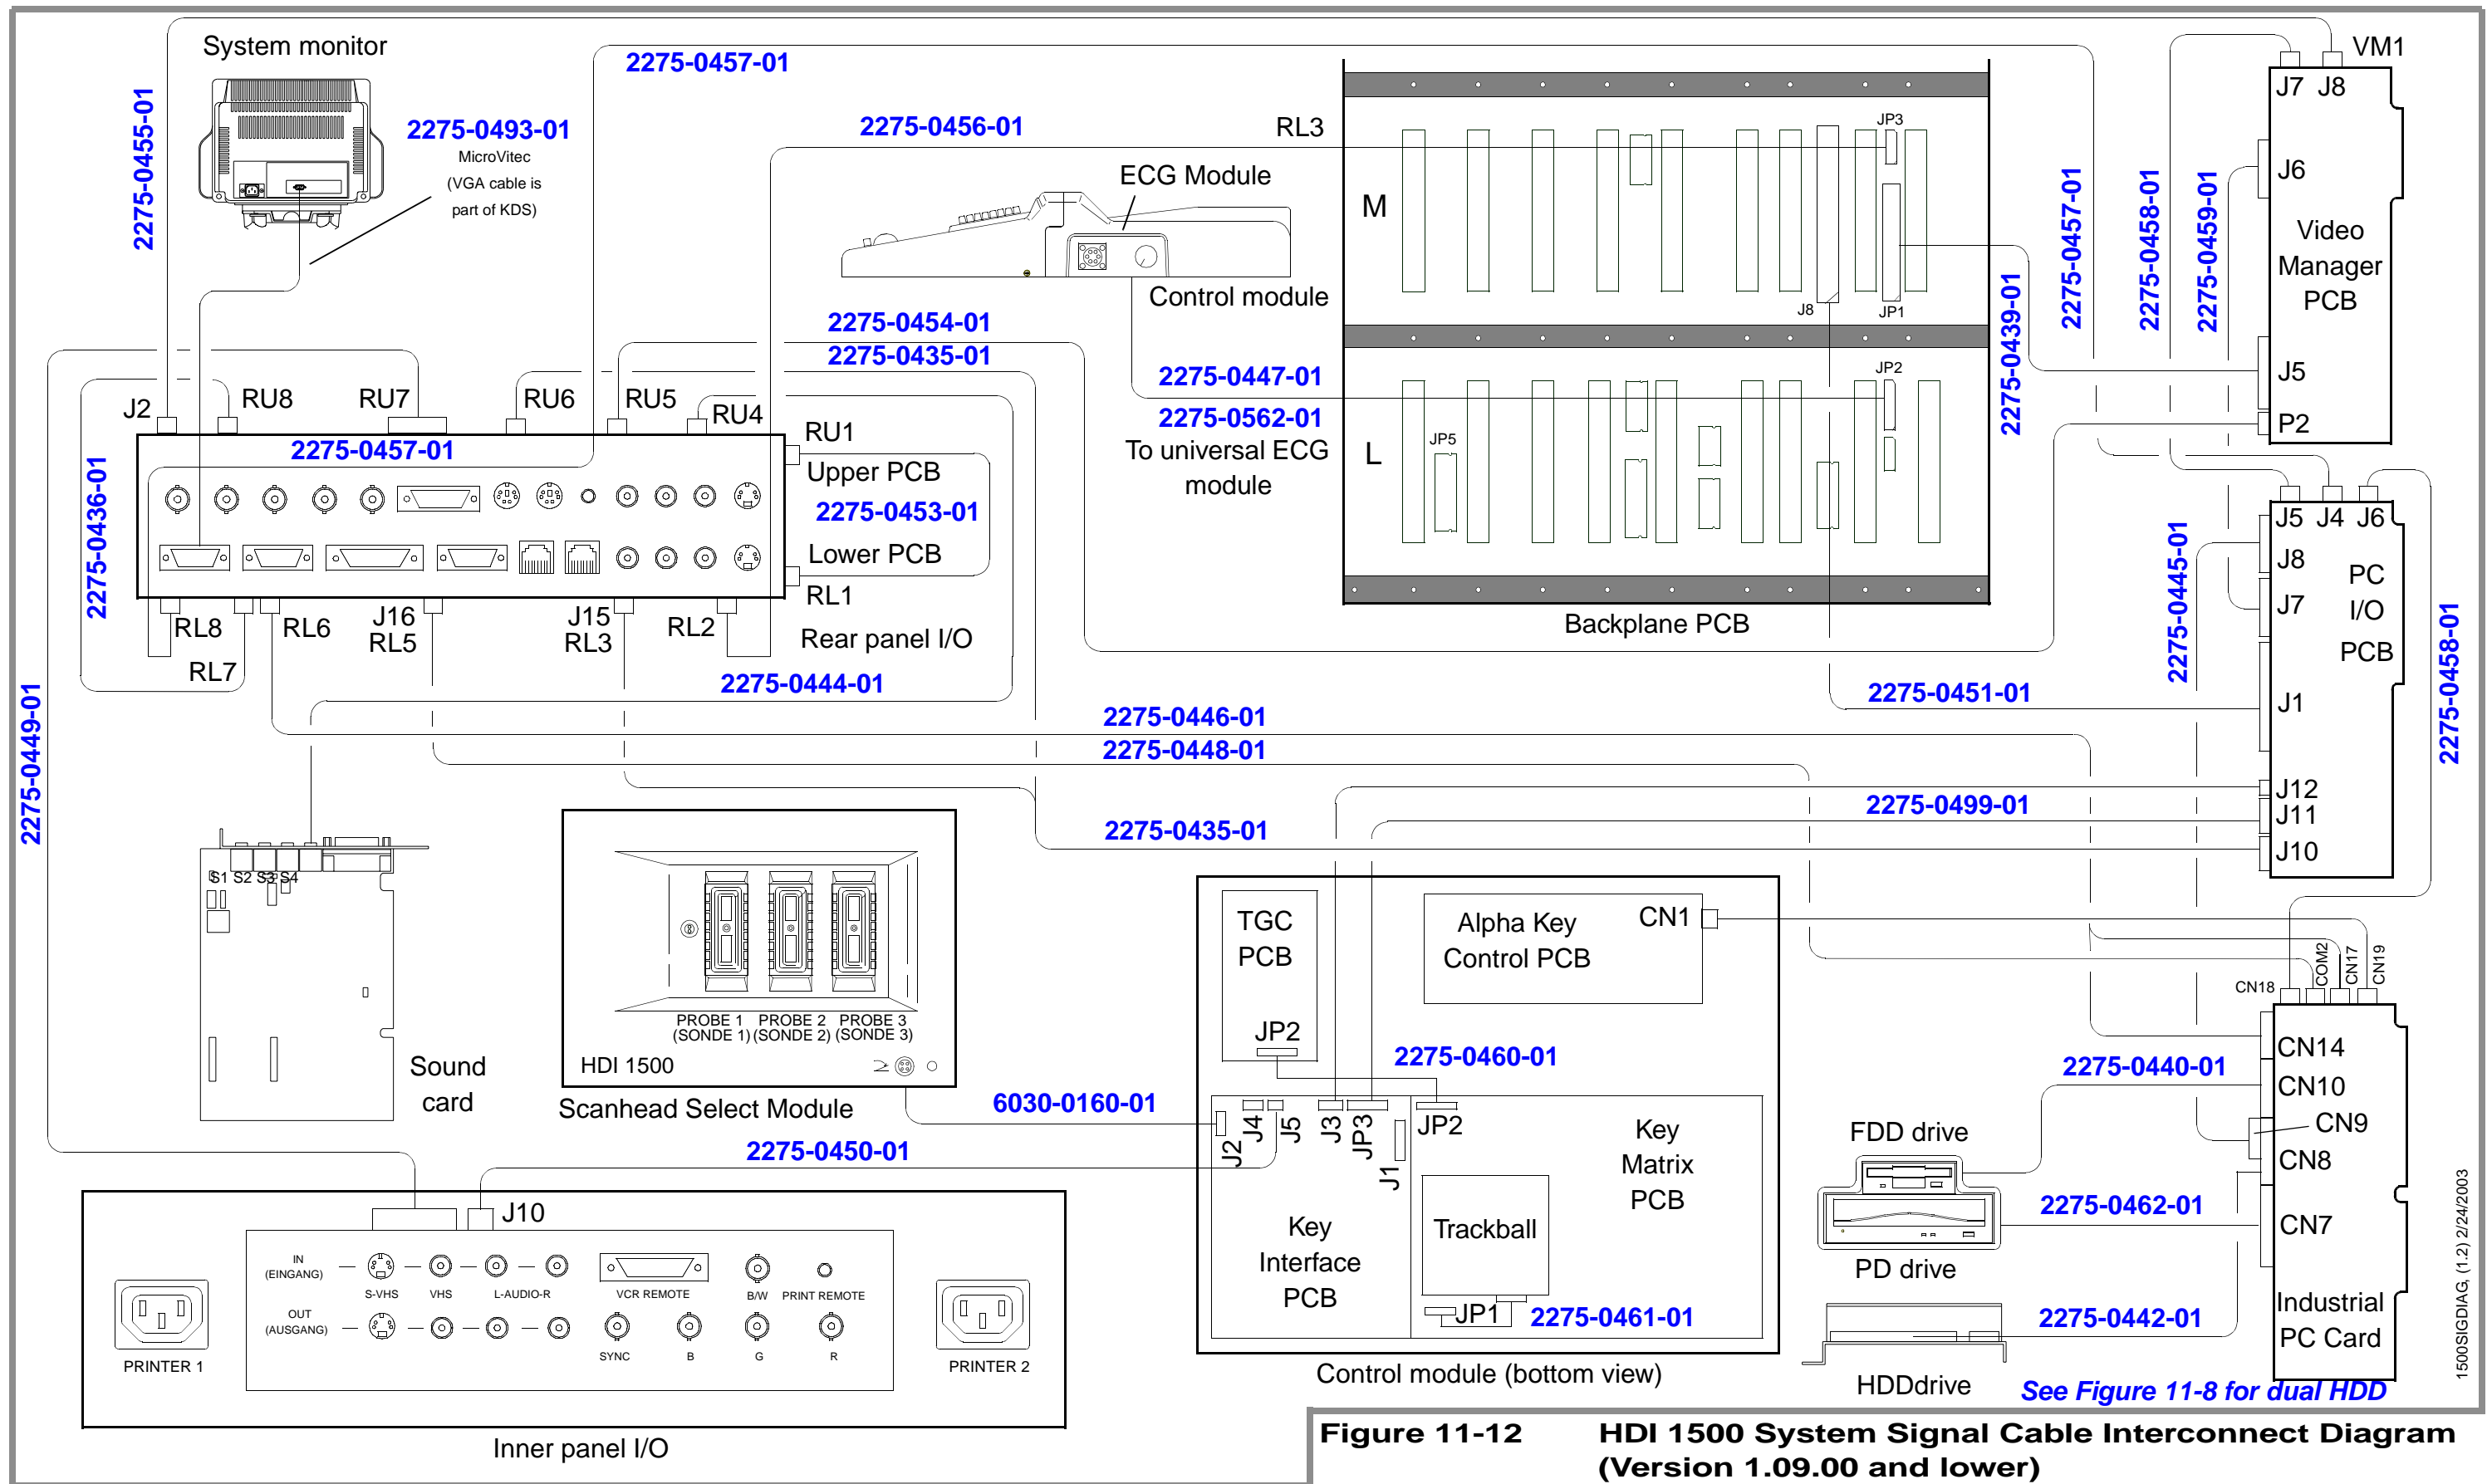 System monitor
2275-0457-01
VM1
J7 J8
2275-0455-01
2275-0493-01
MicroVitec
(VGA cable is
part of KDS)
2275-0456-01
RL3
JP3
ECG Module
M
J6
2275-0457-01
2275-0458-01
2275-0459-01
Video
Manager
PCB
Control module
J8
JP1
2275-0439-01
2275-0454-01
2275-0435-01
2275-0447-01
2275-0562-01
To universal ECG
module
JP2
J5
P2
J2
RU8
RU7
RU6
RU5
RU4
RU1
2275-0457-01
Upper PCB
2275-0453-01
Lower PCB
RL1
JP5
L
2275-0436-01
RL8
RL7
RL6
J16
RL5
J15
RL3
RL2
Rear panel I/O
Backplane PCB
J5 J4 J6
J8
PC
I/O
PCB
J7
2275-0445-01
2275-0458-01
2275-0444-01
2275-0451-01
J1
2275-0446-01
2275-0448-01
2275-0449-01
J12
2275-0499-01
J11
2275-0435-01
J10
S1 S2 S3 S4
Sound
card
PROBE 1 PROBE 2 PROBE 3
(SONDE 1) (SONDE 2) (SONDE 3)
HDI 1500
Scanhead Select Module
TGC
PCB
JP2
Alpha Key
Control PCB
CN1
CN18
COM2
CN17
CN19
2275-0460-01
CN14
2275-0440-01
CN10
6030-0160-01
J2
J4
J5
J3
JP3
J1
JP2
Key
Matrix
PCB
FDD drive
CN9
CN8
2275-0450-01
Trackball
Key
Interface
PCB
2275-0462-01
CN7
PD drive
JP1
2275-0461-01
2275-0442-01
Industrial
PC Card
HDDdrive
See Figure 11-8 for dual HDD
Control module (bottom view)
1500SIGDIAG, (1.2) 2/24/2003
J10
IN
(EINGANG)
S-VHS VHS L-AUDIO-R VCR REMOTE B/W PRINT REMOTE
OUT
(AUSGANG)
SYNC B G R
PRINTER 1
PRINTER 2
Inner panel I/O
Figure 11-12 HDI 1500 System Signal Cable Interconnect Diagram
(Version 1.09.00 and lower)